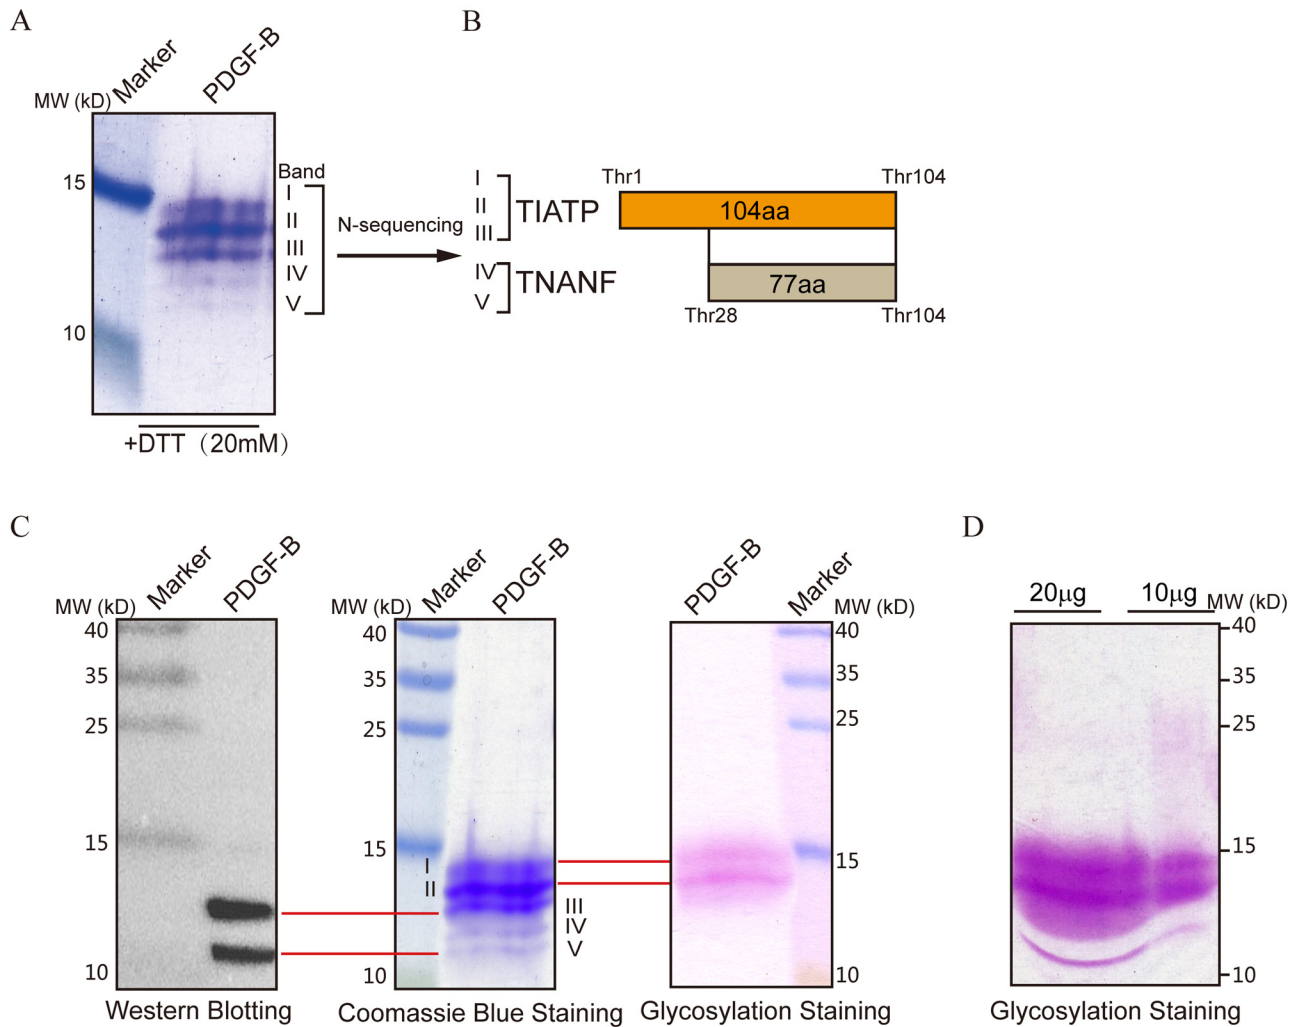 A
B
Marker
PDGF-B
MW (kD)
15
10
Band
I
II
III
IV
V
+DTT（20mM）
N-sequencing
I
II
III
TIATP
IV
V
TNANF
Thr1
Thr104
104aa
77aa
Thr28
Thr104
C
Marker
PDGF-B
MW (kD)
40
35
25
15
10
Western Blotting
Marker
PDGF-B
MW (kD)
40
35
25
15
10
I
II
III
IV
V
Coomassie Blue Staining
PDGF-B
Marker
MW (kD)
40
35
25
15
10
Glycosylation Staining
D
20μg
10μg
MW (kD)
40
35
25
15
10
Glycosylation Staining